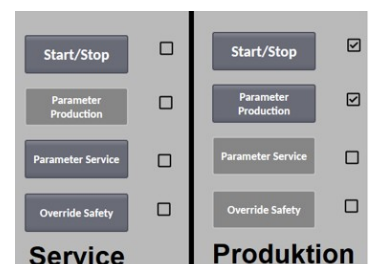 Start/Stop
Parameter
Production
Parameter Service
Override Safety
Service
Start/Stop
Parameter
Production
Parameter Service
Override Safety
Produktion